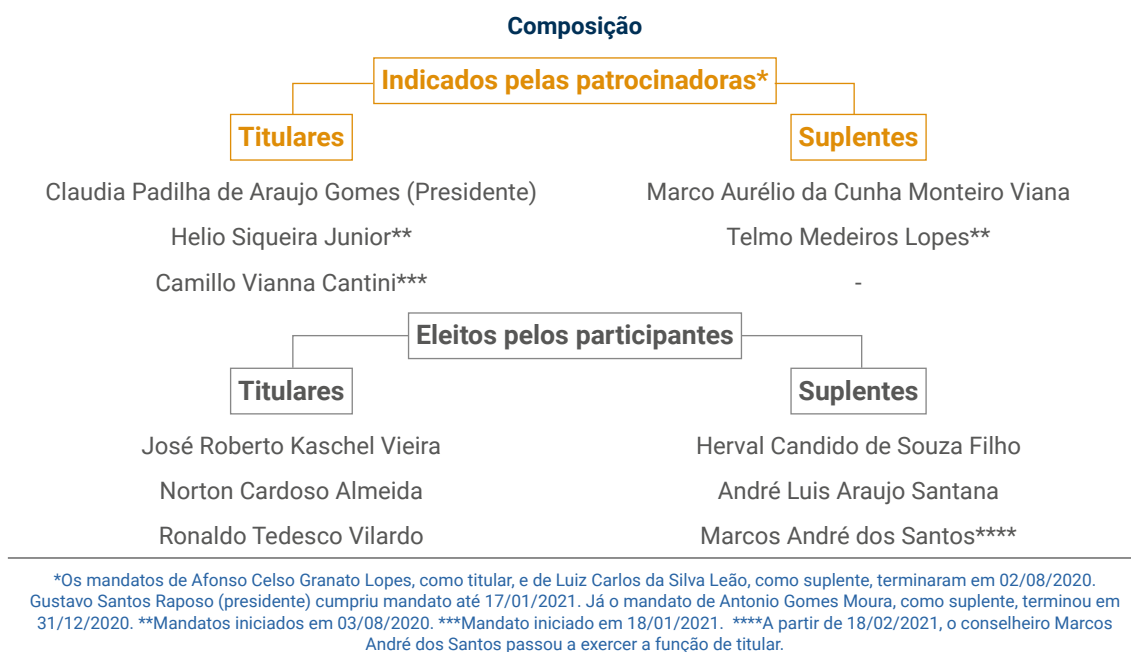 Composição
Indicados pelas patrocinadoras*
Titulares
Suplentes
Claudia Padilha de Araujo Gomes (Presidente)
Marco Aurélio da Cunha Monteiro Viana
Helio Siqueira Junior**
Telmo Medeiros Lopes**
Camillo Vianna Cantini***
-
Eleitos pelos participantes
Titulares
Suplentes
José Roberto Kaschel Vieira
Herval Candido de Souza Filho
Norton Cardoso Almeida
André Luis Araujo Santana
Ronaldo Tedesco Vilardo
Marcos André dos Santos****
*Os mandatos de Afonso Celso Granato Lopes, como titular, e de Luiz Carlos da Silva Leão, como suplente, terminaram em 02/08/2020.
Gustavo Santos Raposo (presidente) cumpriu mandato até 17/01/2021. Já o mandato de Antonio Gomes Moura, como suplente, terminou em
31/12/2020. **Mandatos iniciados em 03/08/2020. ***Mandato iniciado em 18/01/2021. ****A partir de 18/02/2021, o conselheiro Marcos
André dos Santos passou a exercer a função de titular.